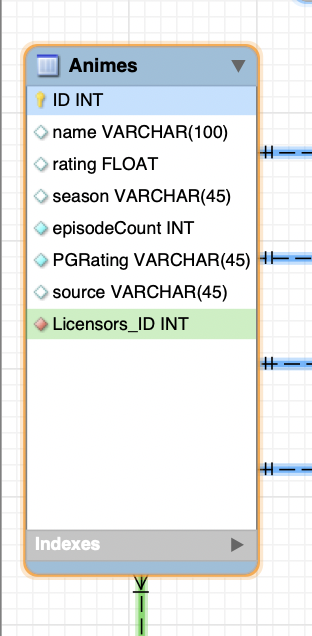 Animes
ID INT
name VARCHAR(100)
rating FLOAT
season VARCHAR(45)
episodeCount INT
PGRating VARCHAR(45)
source VARCHAR(45)
Licensors_ID INT
Indexes